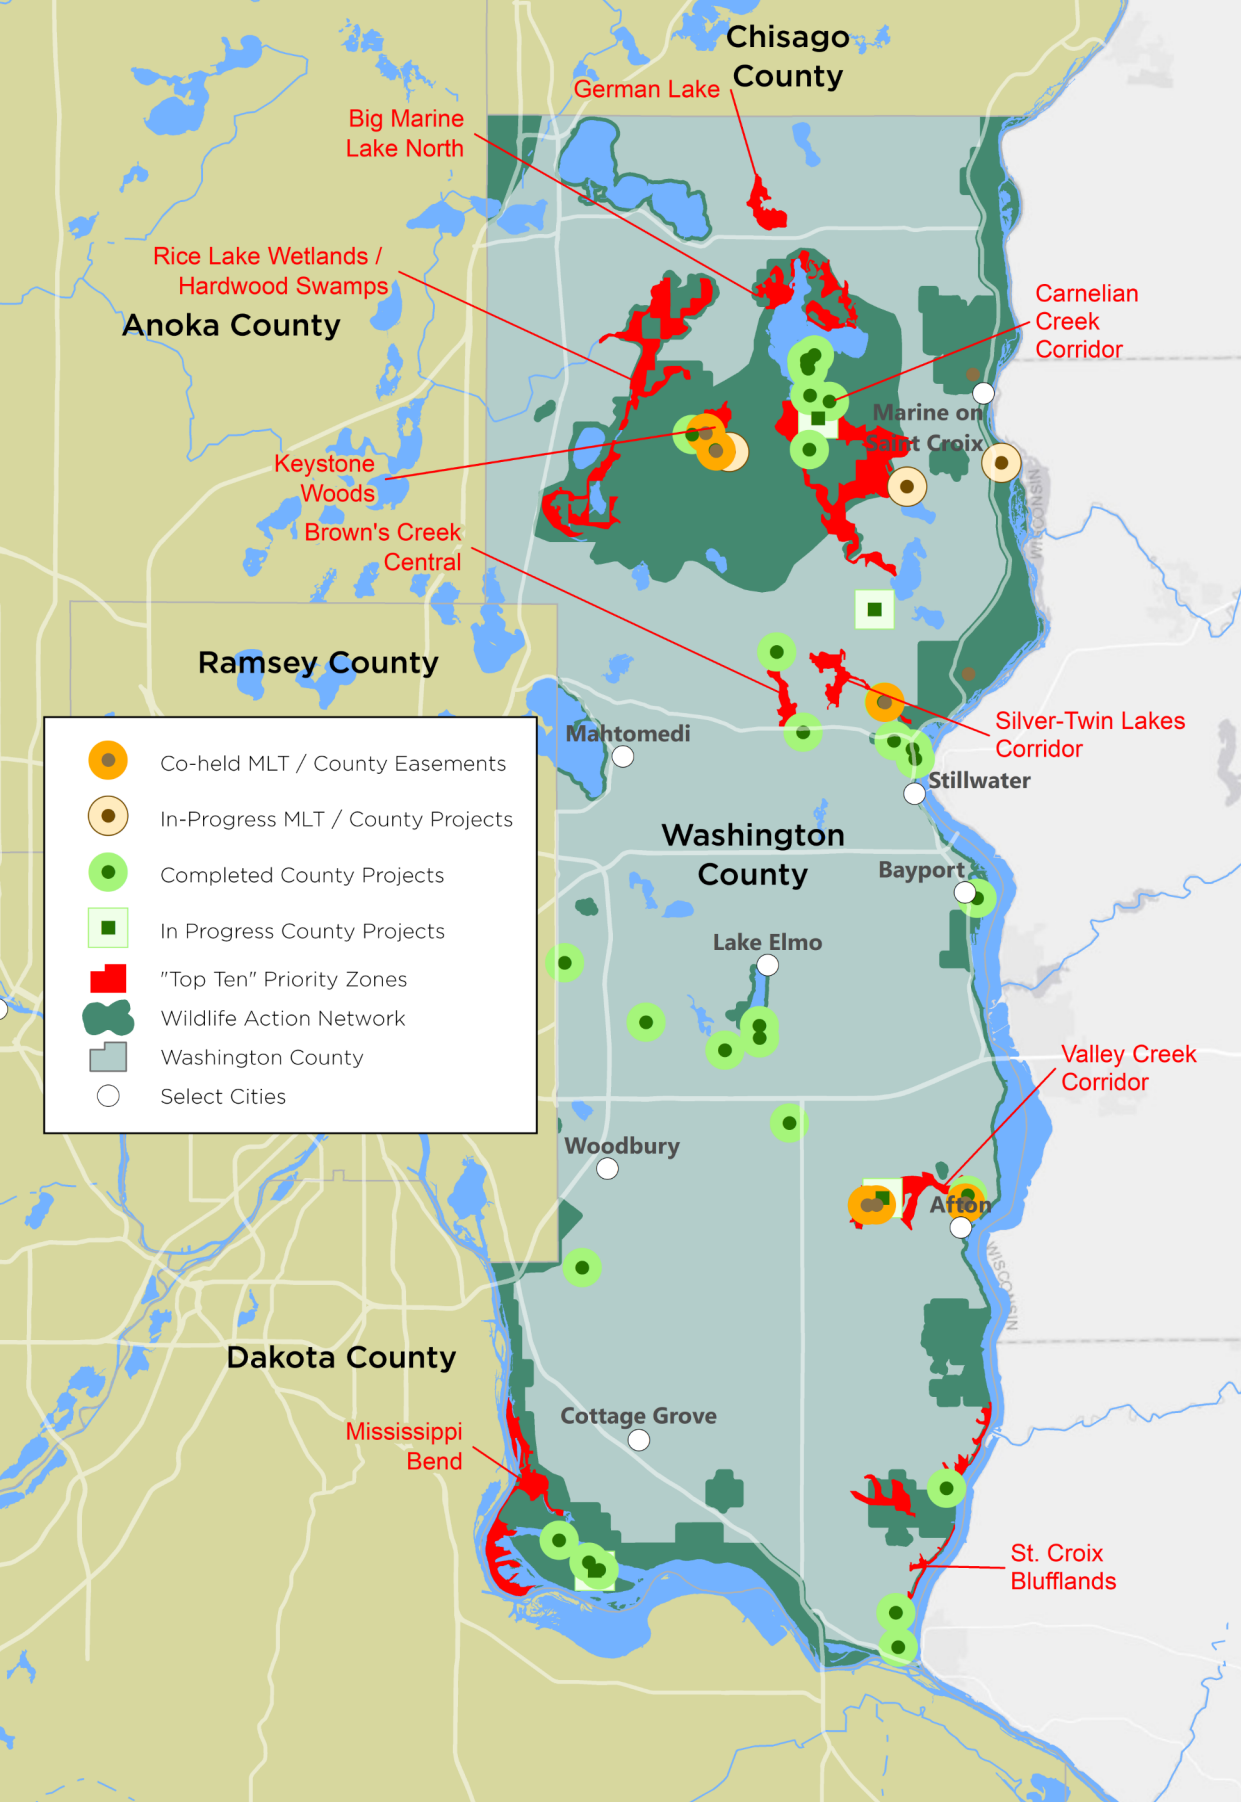 Chisago
County
German Lake
Big Marine
Lake North
Rice Lake Wetlands /
Hardwood Swamps
Anoka County
Carnelian
Creek
Corridor
Marine on
Saint Croix
Keystone
Woods
WISCONSIN
Brown's Creek
Central
Ramsey County
Silver-Twin Lakes
Corridor
Mahtomedi
Stillwater
Co-held MLT / County Easements
In-Progress MLT / County Projects
Completed County Projects
In Progress County Projects
"Top Ten" Priority Zones
Wildlife Action Network
Washington County
Select Cities
Washington
County
Bayport
Lake Elmo
Valley Creek
Corridor
Woodbury
Afton
WISCONSIN
Dakota County
Cottage Grove
Mississippi
Bend
St. Croix
Blufflands